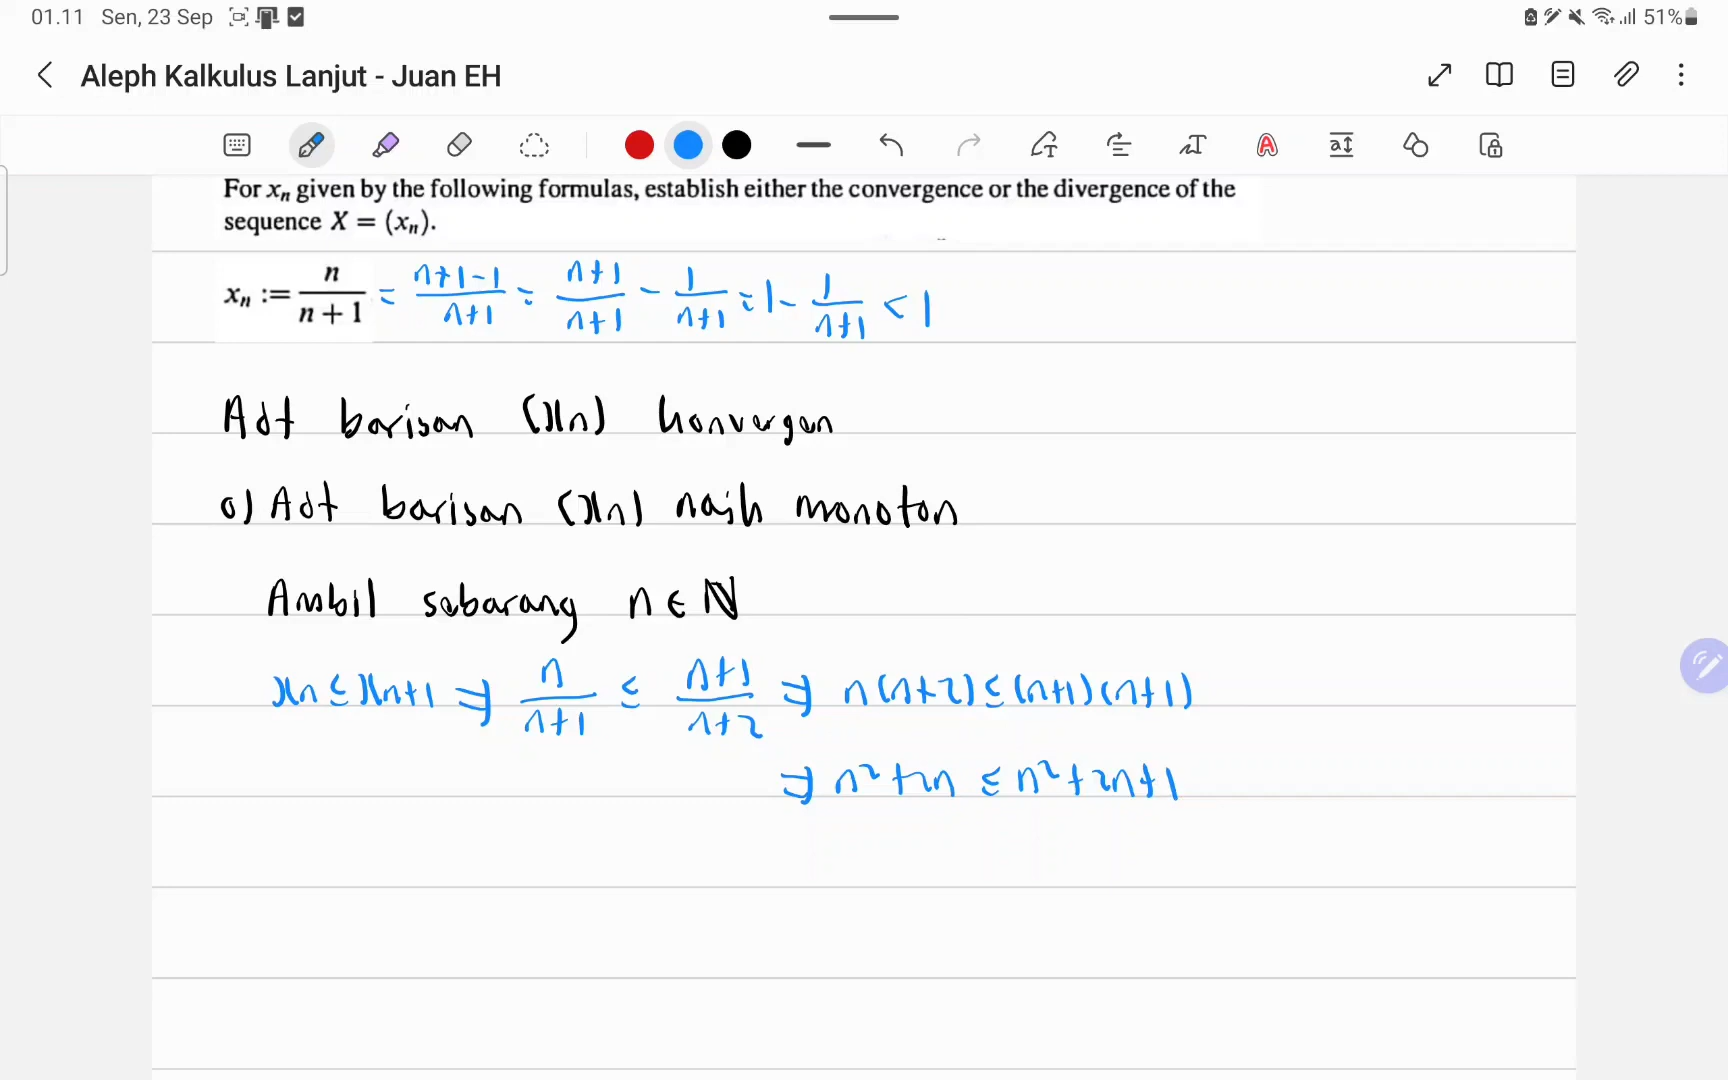 01.11 Sen, 23 Sep 51%
Aleph Kalkulus Lanjut - Juan EH
For xₙ given by the following formulas, establish either the convergence or the divergence of the
sequence X = (xₙ).
xₙ := n/(n + 1) = (n+1-1)/(n+1) = (n+1)/(n+1) - 1/(n+1) = 1 - 1/(n+1) < 1
Adt barisan (xn) konvergen
o) Adt barisan (xn) naik monoton
Ambil sebarang n ∈ ℕ
xn ≤ xn+1 ⇒ n/(n+1) ≤ (n+1)/(n+2) ⇒ n(n+2) ≤ (n+1)(n+1)
⇒ n² + 2n ≤ n² + 2n + 1